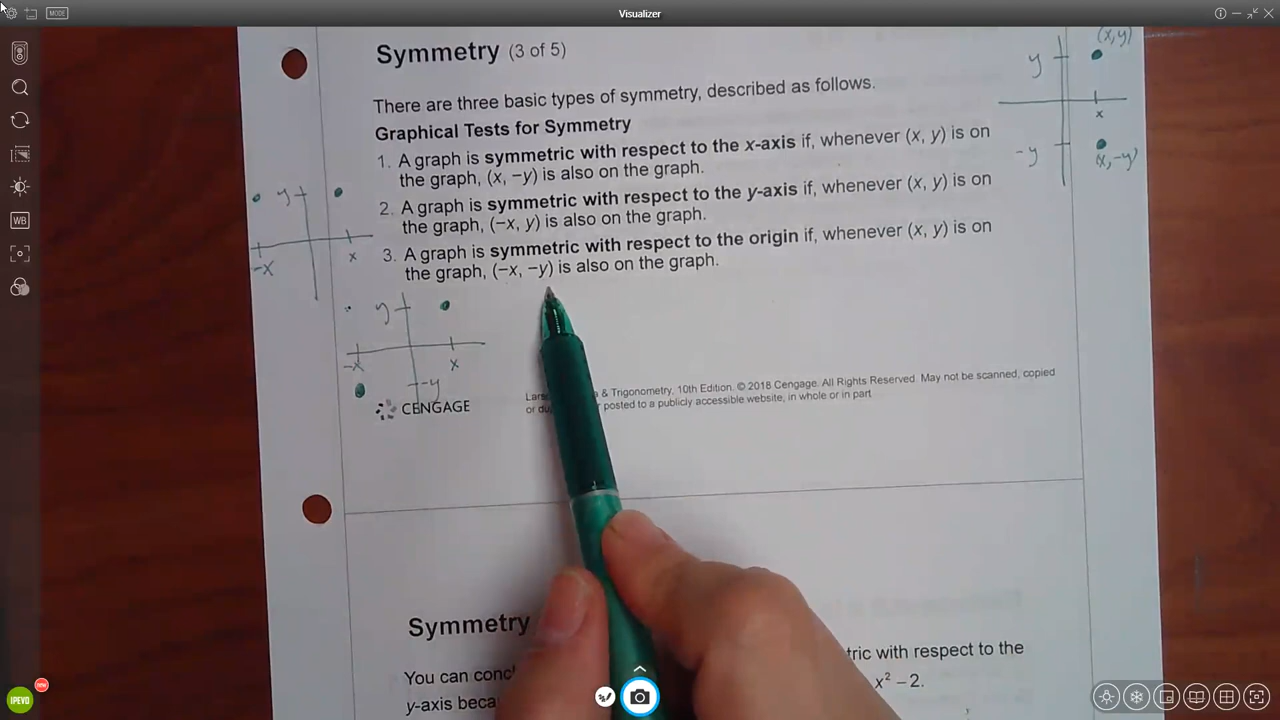 MODE
Visualizer
WB
Symmetry (3 of 5)
There are three basic types of symmetry, described as follows.
Graphical Tests for Symmetry
1. A graph is symmetric with respect to the x-axis if, whenever (x, y) is on
the graph, (x, −y) is also on the graph.
2. A graph is symmetric with respect to the y-axis if, whenever (x, y) is on
the graph, (−x, y) is also on the graph.
3. A graph is symmetric with respect to the origin if, whenever (x, y) is on
the graph, (−x, −y) is also on the graph.
(x,y)
y
x
-y
(x,-y)
y
-x
x
y
-x
x
-y
CENGAGE
& Trigonometry, 10th Edition. © 2018 Cengage. All Rights Reserved. May not be scanned, copied
or posted to a publicly accessible website, in whole or in part
Symmetry
You can
with respect to the
y-axis
x² − 2.
IPEVO
new